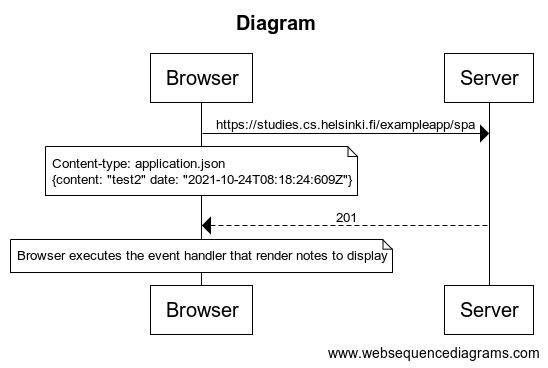 Diagram
Browser
Server
https://studies.cs.helsinki.fi/exampleapp/spa
Content-type: application.json
{content: "test2" date: "2021-10-24T08:18:24:609Z"}
201
Browser executes the event handler that render notes to display
Browser
Server
www.websequencediagrams.com